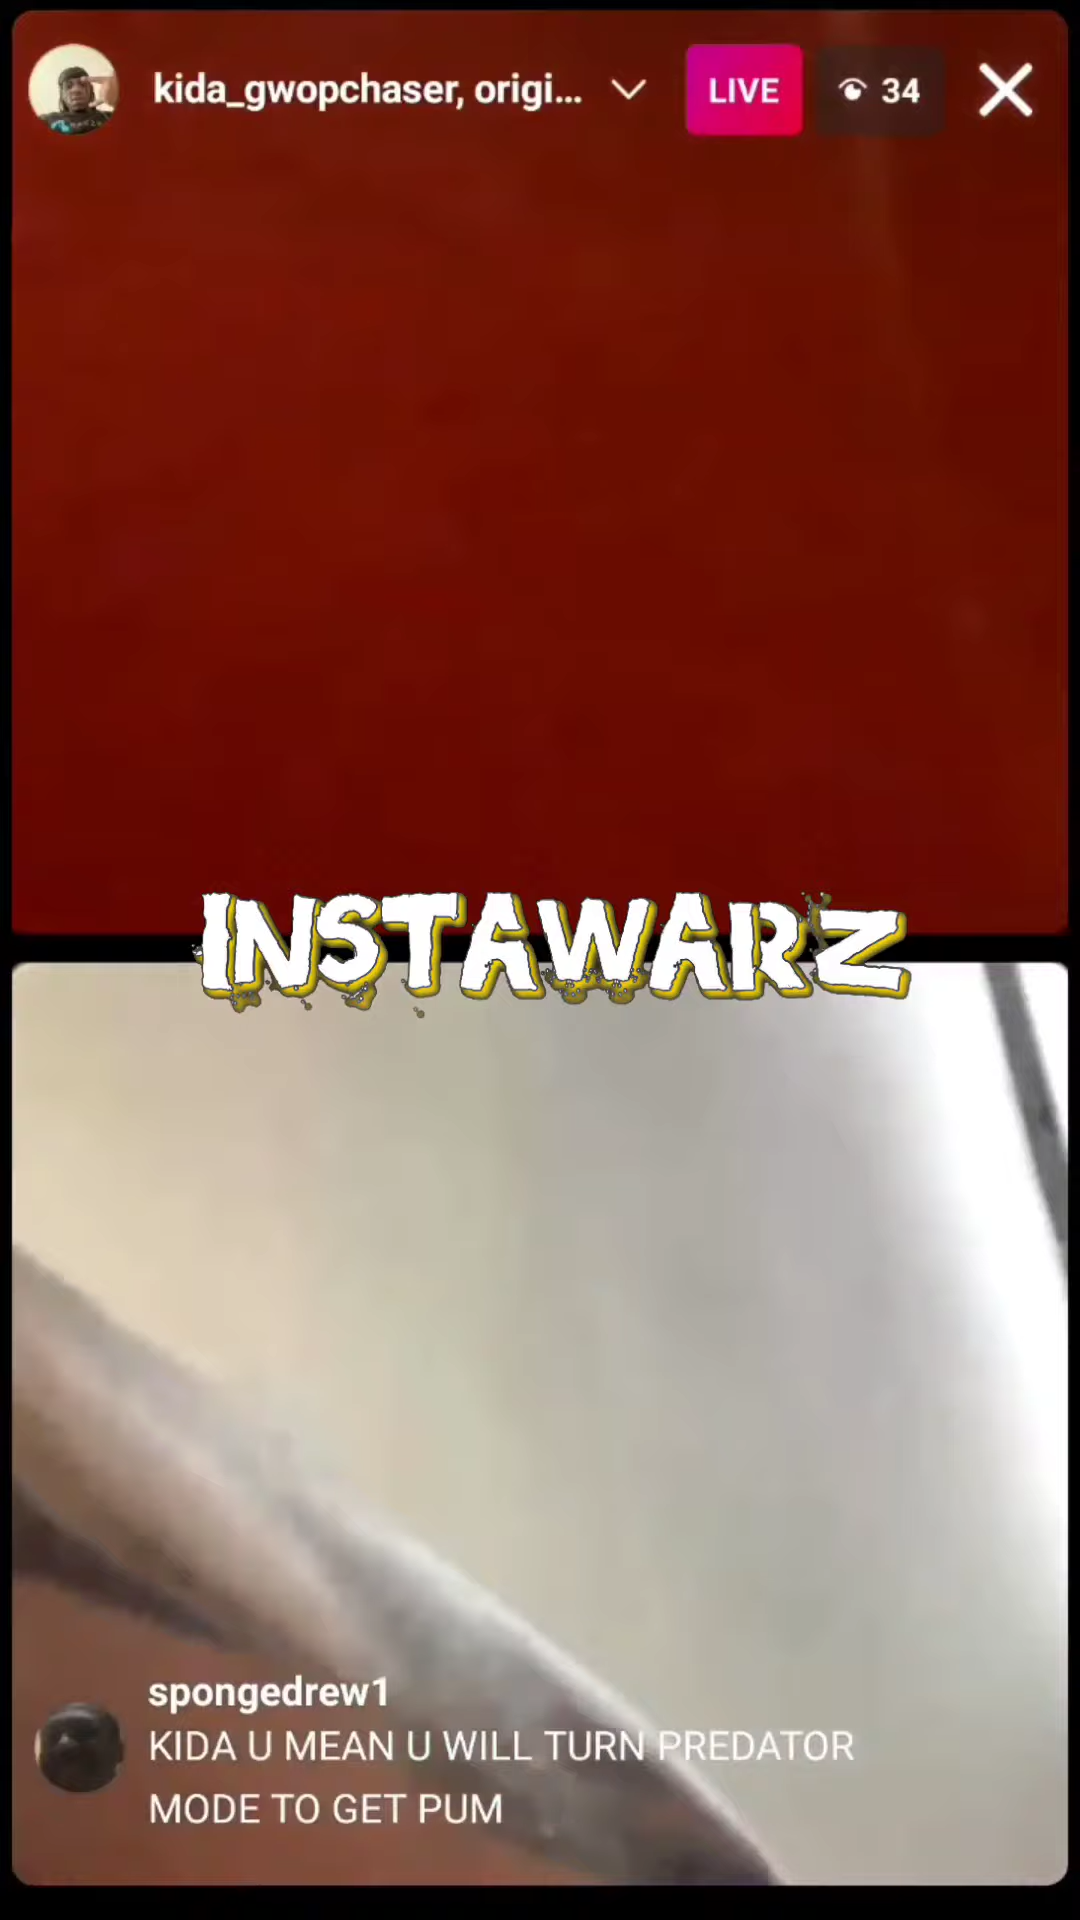 kida_gwopchaser, origi...
LIVE
34
INSTAWARZ
spongedrew1
KIDA U MEAN U WILL TURN PREDATOR
MODE TO GET PUM